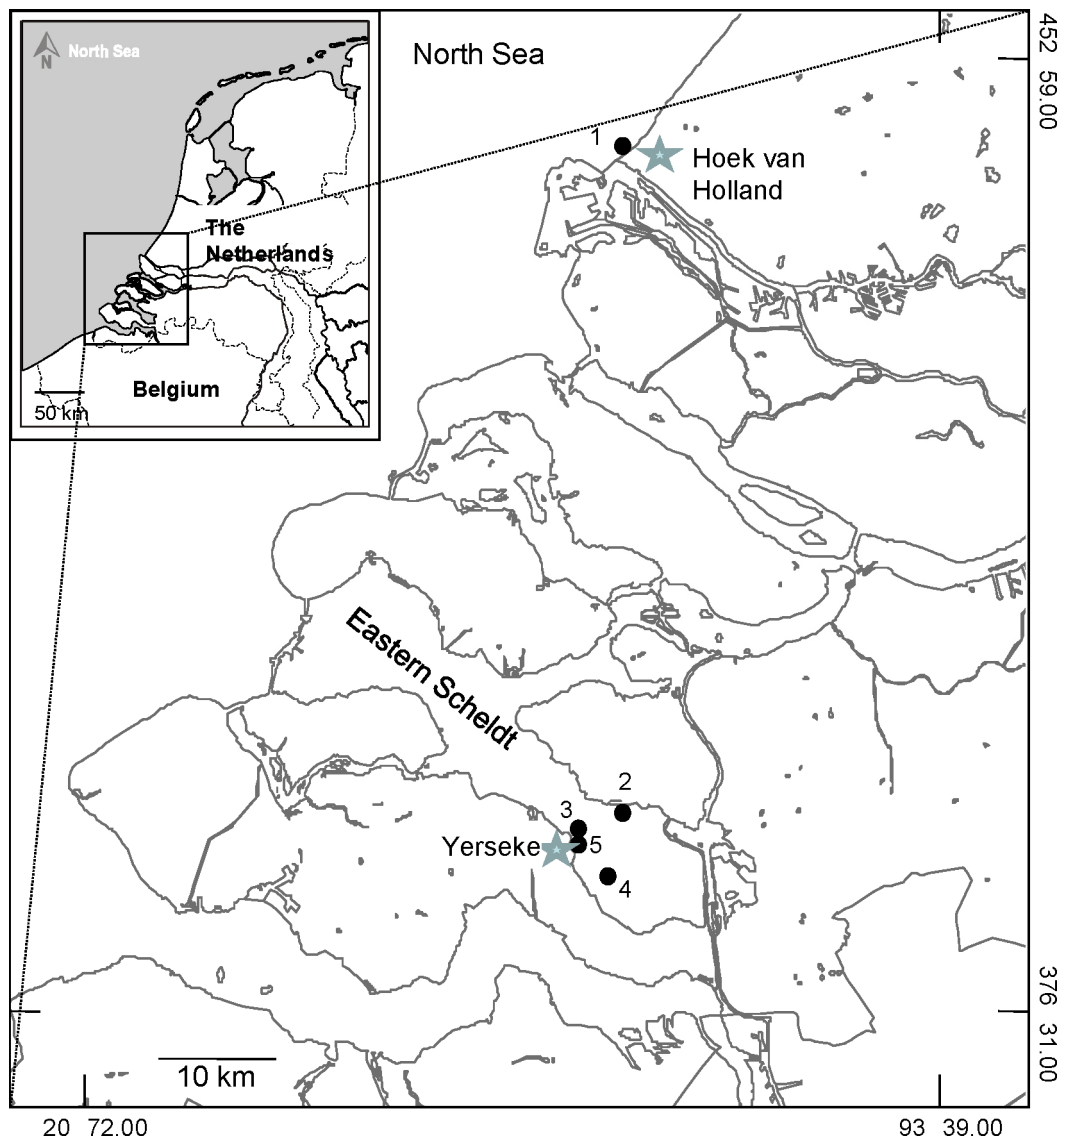 North Sea
N
The
Netherlands
Belgium
50 km
North Sea
452 59.00
1
Hoek van
Holland
Eastern Scheldt
2
3
Yerseke
5
4
376 31.00
10 km
20 72.00
93 39.00